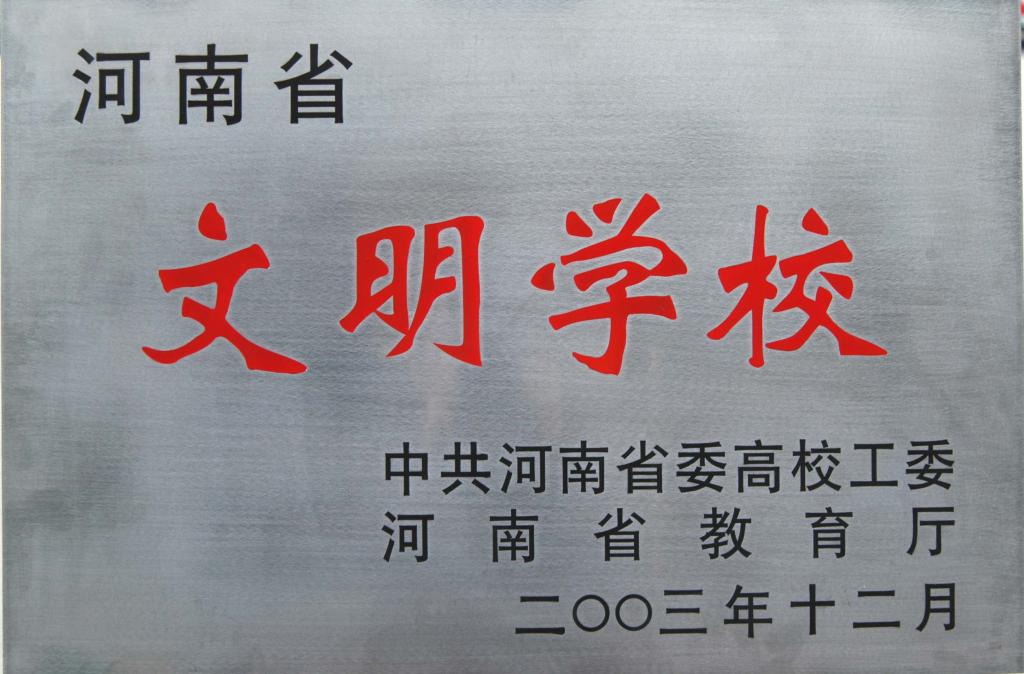 河南省
文明学校
中共河南省委高校工委
河南省教育厅
二〇〇三年十二月